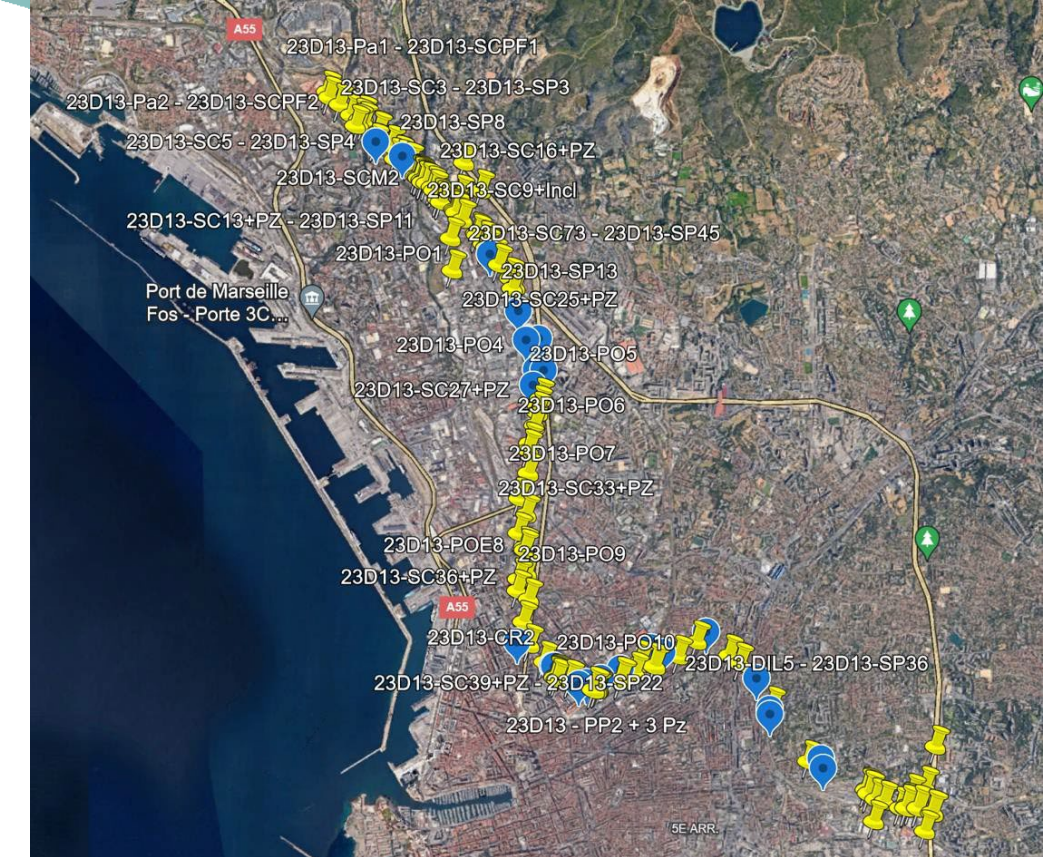 A55
23D13-Pa1 - 23D13-SCPF1
23D13-SC3 - 23D13-SP3
23D13-Pa2 - 23D13-SCPF2
23D13-SP8
23D13-SC5 - 23D13-SP4
23D13-SC16+PZ
23D13-SCM2
23D13-SC9+Incl
23D13-SC13+PZ - 23D13-SP11
23D13-SC73 - 23D13-SP45
23D13-PO1
23D13-SP13
Port de Marseille
Fos - Porte 3C...
23D13-SC25+PZ
23D13-PO4
23D13-PO5
23D13-SC27+PZ
23D13-PO6
23D13-PO7
23D13-SC33+PZ
23D13-POE8
23D13-PO9
23D13-SC36+PZ
A55
23D13-CR2
23D13-PO10
23D13-DIL5 - 23D13-SP36
23D13-SC39+PZ - 23D13-SP22
23D13 - PP2 + 3 Pz
5E ARR.